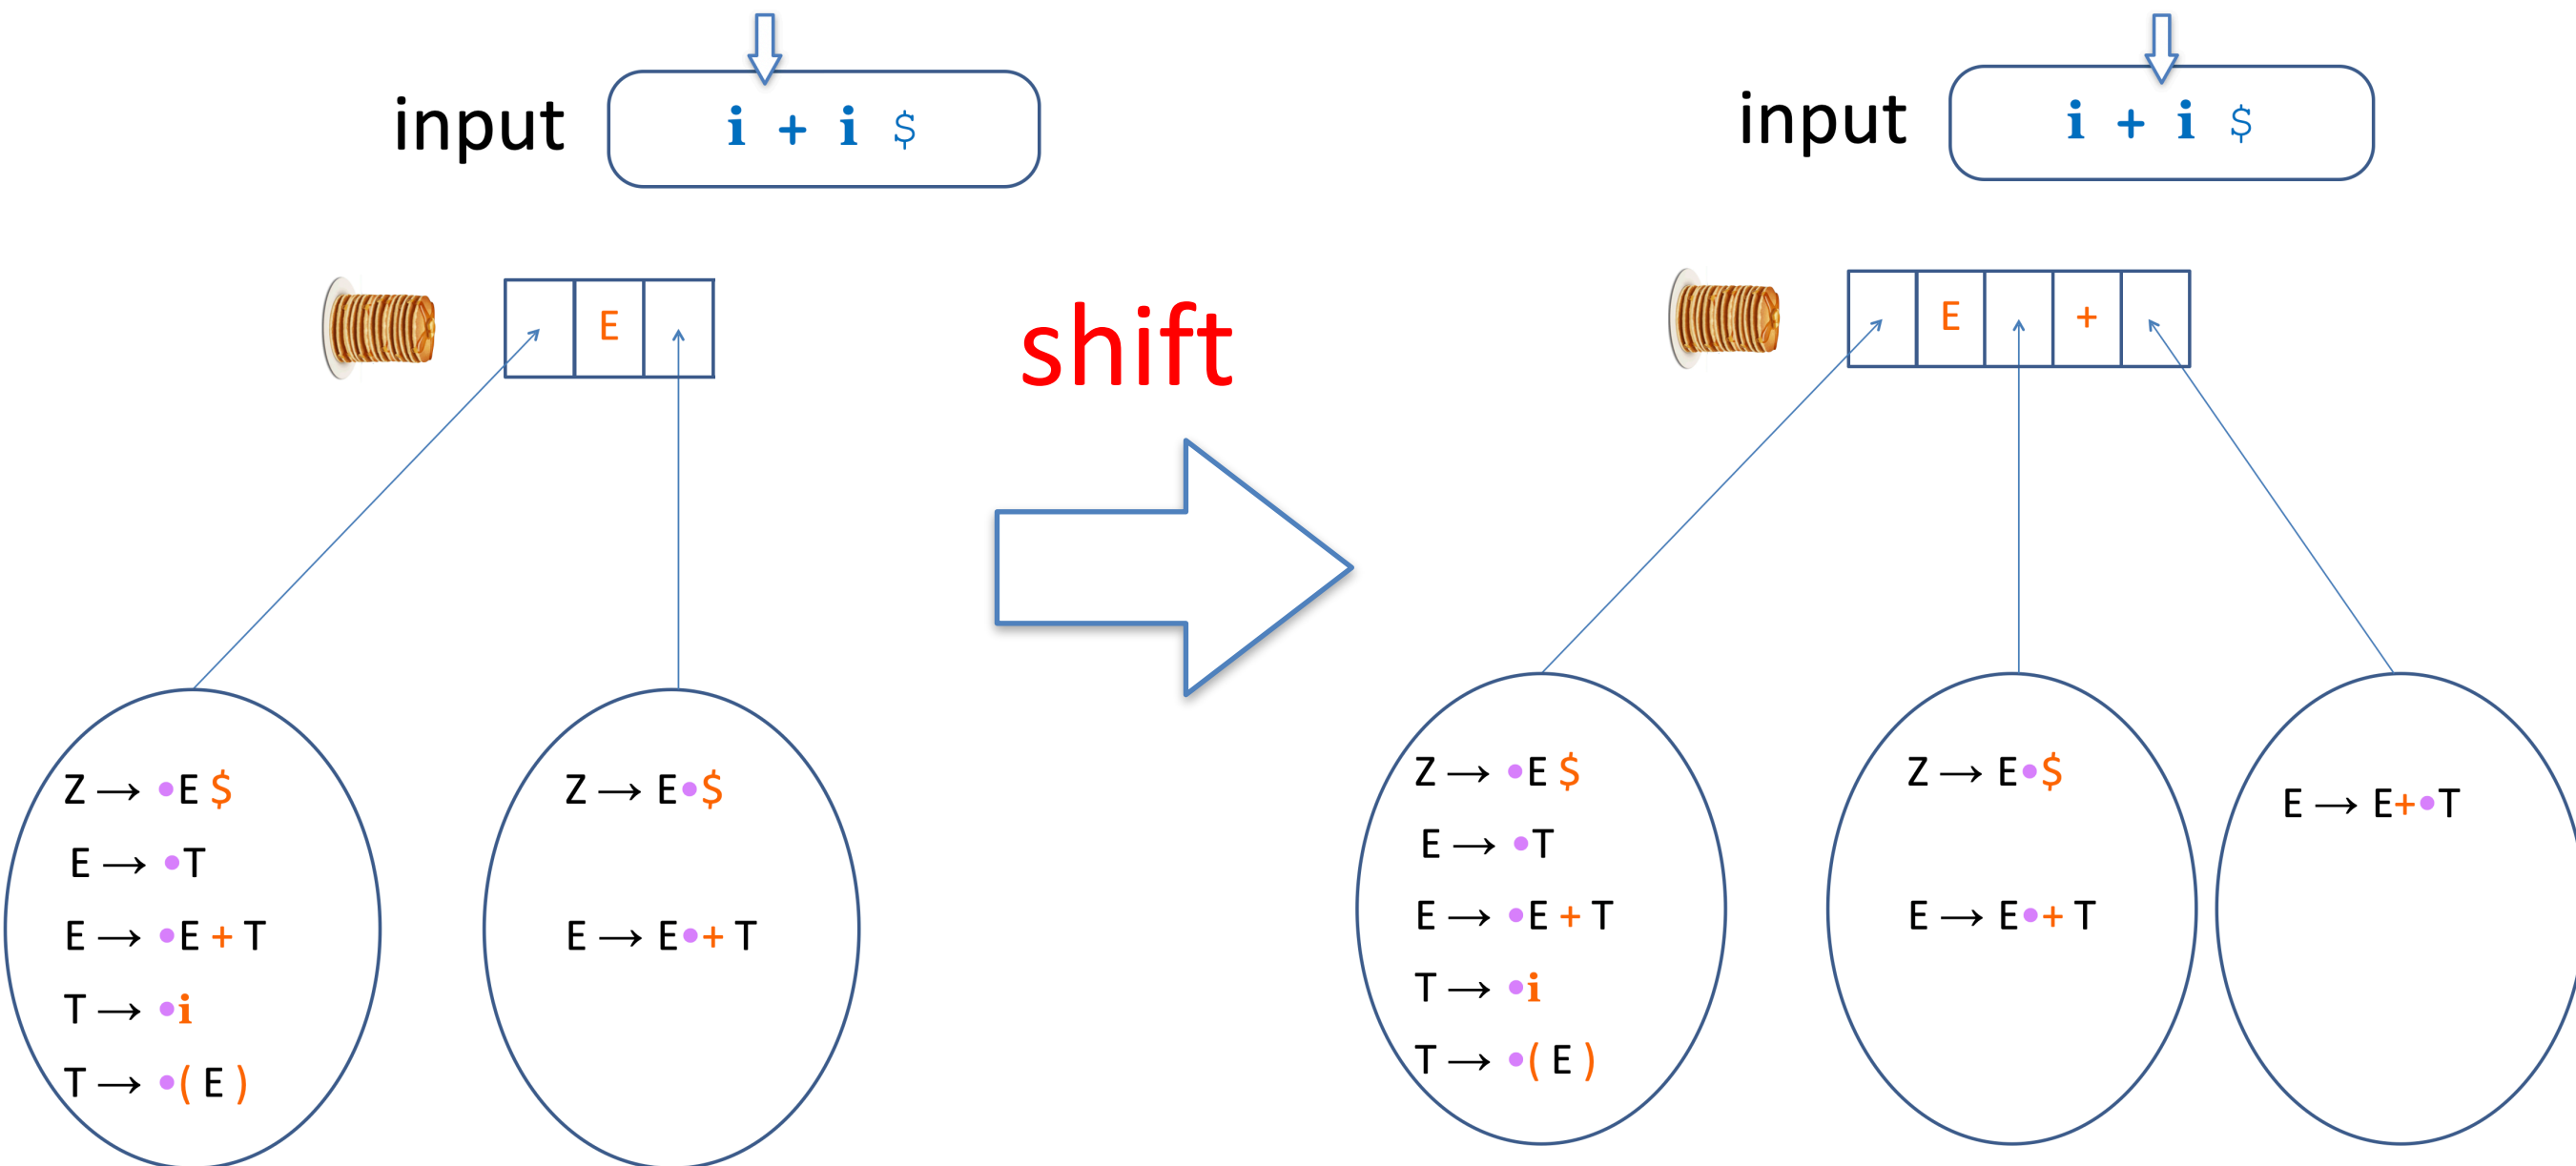 input
i + i $
E
Z → •E $
E → •T
E → •E + T
T → •i
T → •( E )
Z → E•$
E → E•+ T
shift
input
i + i $
E +
Z → •E $
E → •T
E → •E + T
T → •i
T → •( E )
Z → E•$
E → E•+ T
E → E+•T